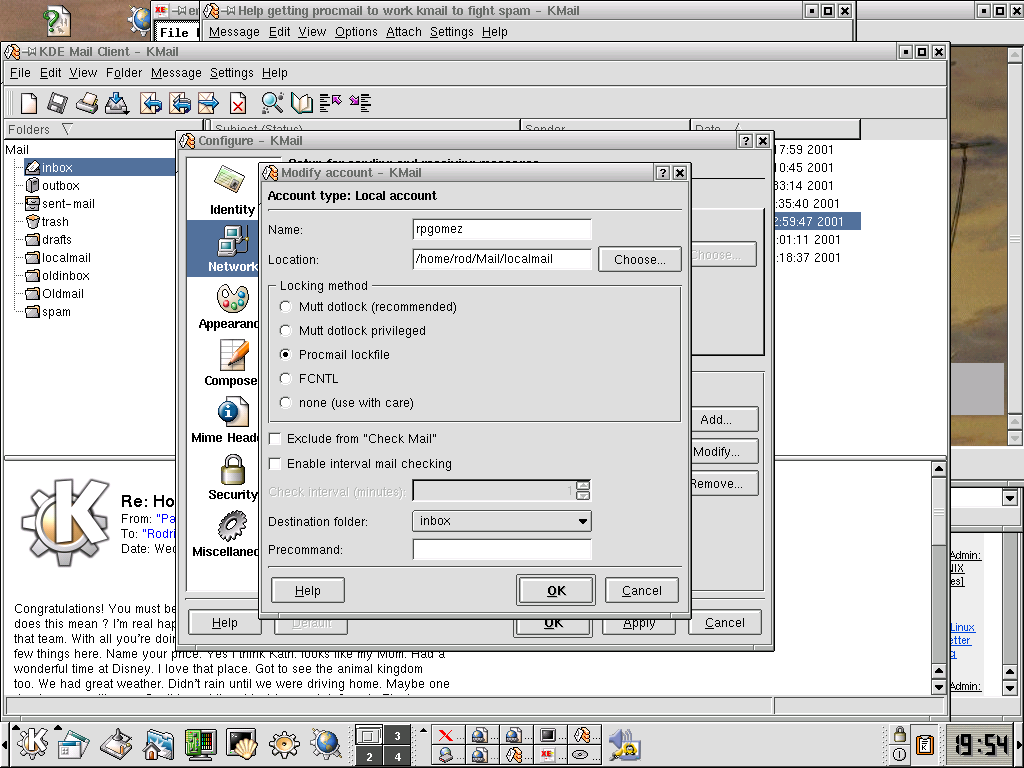 er
Help getting procmail to work kmail to fight spam - KMail
File
Message Edit View Options Attach Settings Help
KDE Mail Client - KMail
File Edit View Folder Message Settings Help
Folders
Subject (Status) Sender Date
Mail
inbox
outbox
sent-mail
trash
drafts
localmail
oldinbox
Oldmail
spam
7:59 2001
0:45 2001
33:14 2001
:35:40 2001
2:59:47 2001
:01:11 2001
:18:37 2001
Configure - KMail
Setup for sending and receiving messages
Identity
Network
Appearanc
Compose
Mime Head
Security
Miscellaneo
Choose...
Add...
Modify...
Remove...
Help
Default
OK
Apply
Cancel
Modify account - KMail
Account type: Local account
Name: rpgomez
Location: /home/rod/Mail/localmail Choose...
Locking method
Mutt dotlock (recommended)
Mutt dotlock privileged
Procmail lockfile
FCNTL
none (use with care)
Exclude from "Check Mail"
Enable interval mail checking
Check interval (minutes): 1
Destination folder: inbox
Precommand:
Help OK Cancel
Re: Ho
From: "Pa
To: "Rodri
Date: Wed
Congratulations! You must be
does this mean ? I'm real hap
that team. With all you're doin
few things here. Name your price. Yes I think Kath. looks like my Mom. Had a
wonderful time at Disney. I love that place. Got to see the animal kingdom
too. We had great weather. Didn't rain until we were driving home. Maybe one
Admin:
NIX
es]
Linux
etter
Admin:
3
2 4
XE
19:54